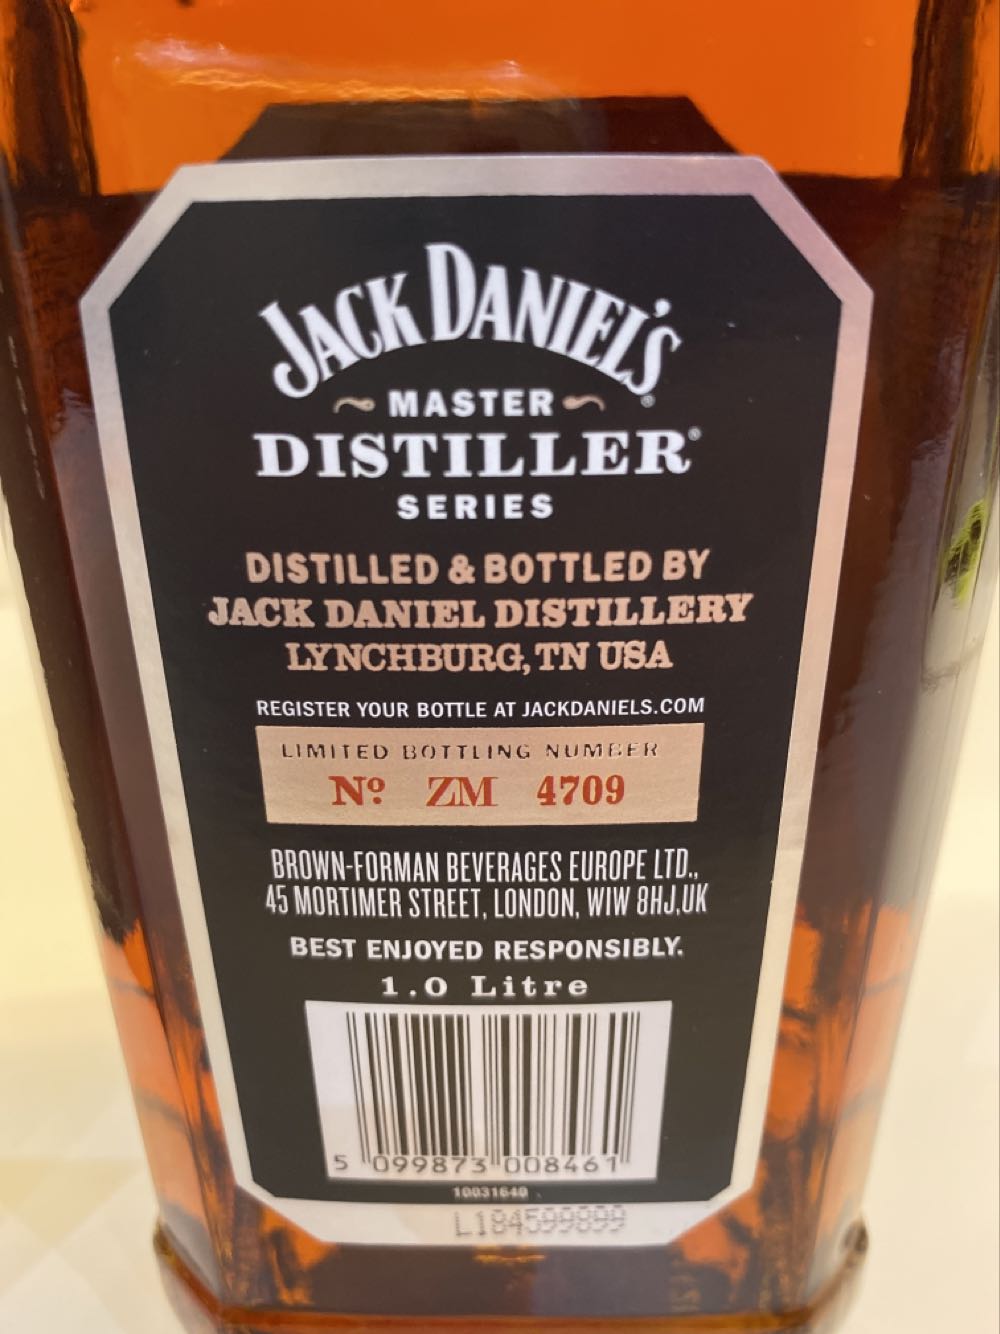 JACK DANIEL'S®
MASTER
DISTILLER®
SERIES
DISTILLED & BOTTLED BY
JACK DANIEL DISTILLERY
LYNCHBURG, TN USA
REGISTER YOUR BOTTLE AT JACKDANIELS.COM
LIMITED BOTTLING NUMBER
Nº ZM 4709
BROWN-FORMAN BEVERAGES EUROPE LTD.,
45 MORTIMER STREET, LONDON, WIW 8HJ,UK
BEST ENJOYED RESPONSIBLY.
1.0 Litre
5 099873 008461
10031640